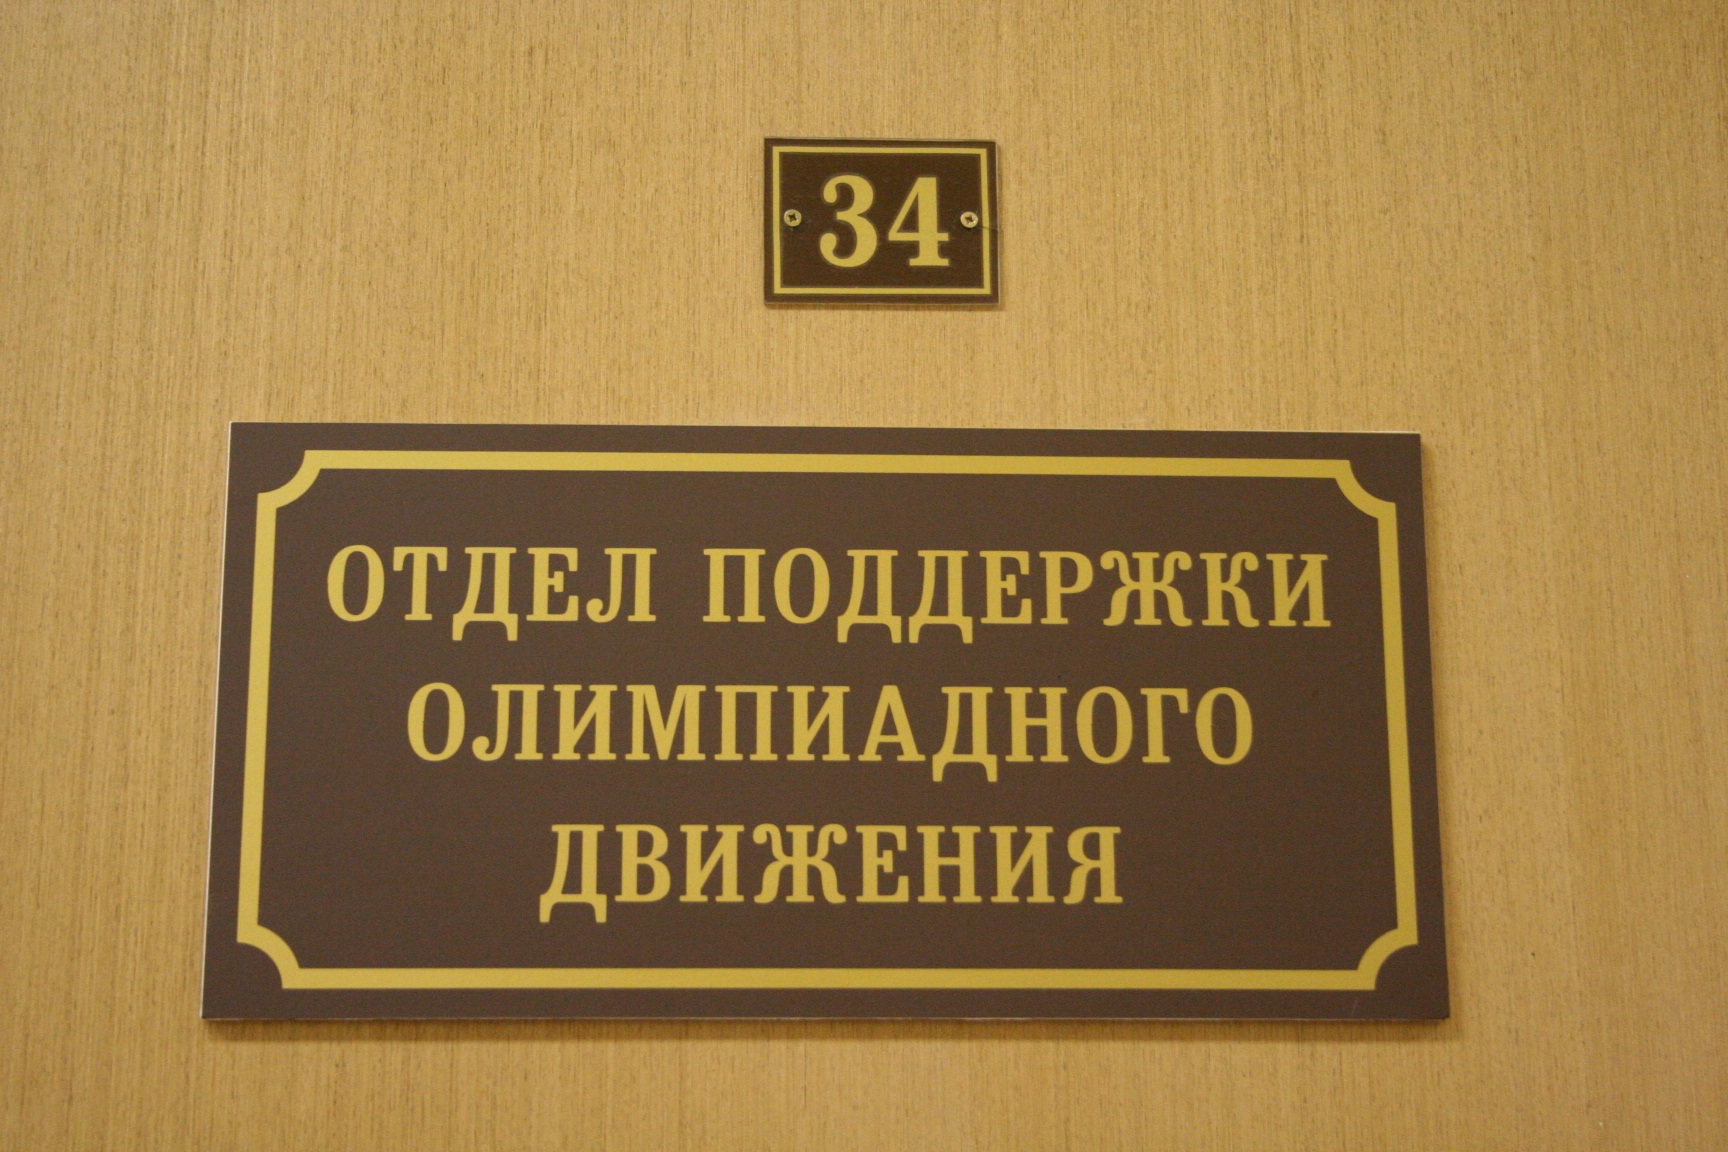 34
ОТДЕЛ ПОДДЕРЖКИ
ОЛИМПИАДНОГО
ДВИЖЕНИЯ